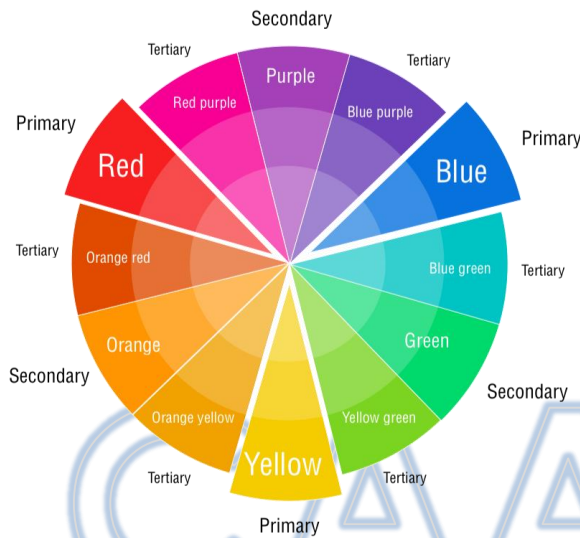 Secondary
Tertiary
Tertiary
Purple
Red purple
Blue purple
Primary
Primary
Red
Blue
Tertiary
Orange red
Blue green
Tertiary
Orange
Green
Secondary
Secondary
Orange yellow
Yellow green
Tertiary
Yellow
Tertiary
Primary